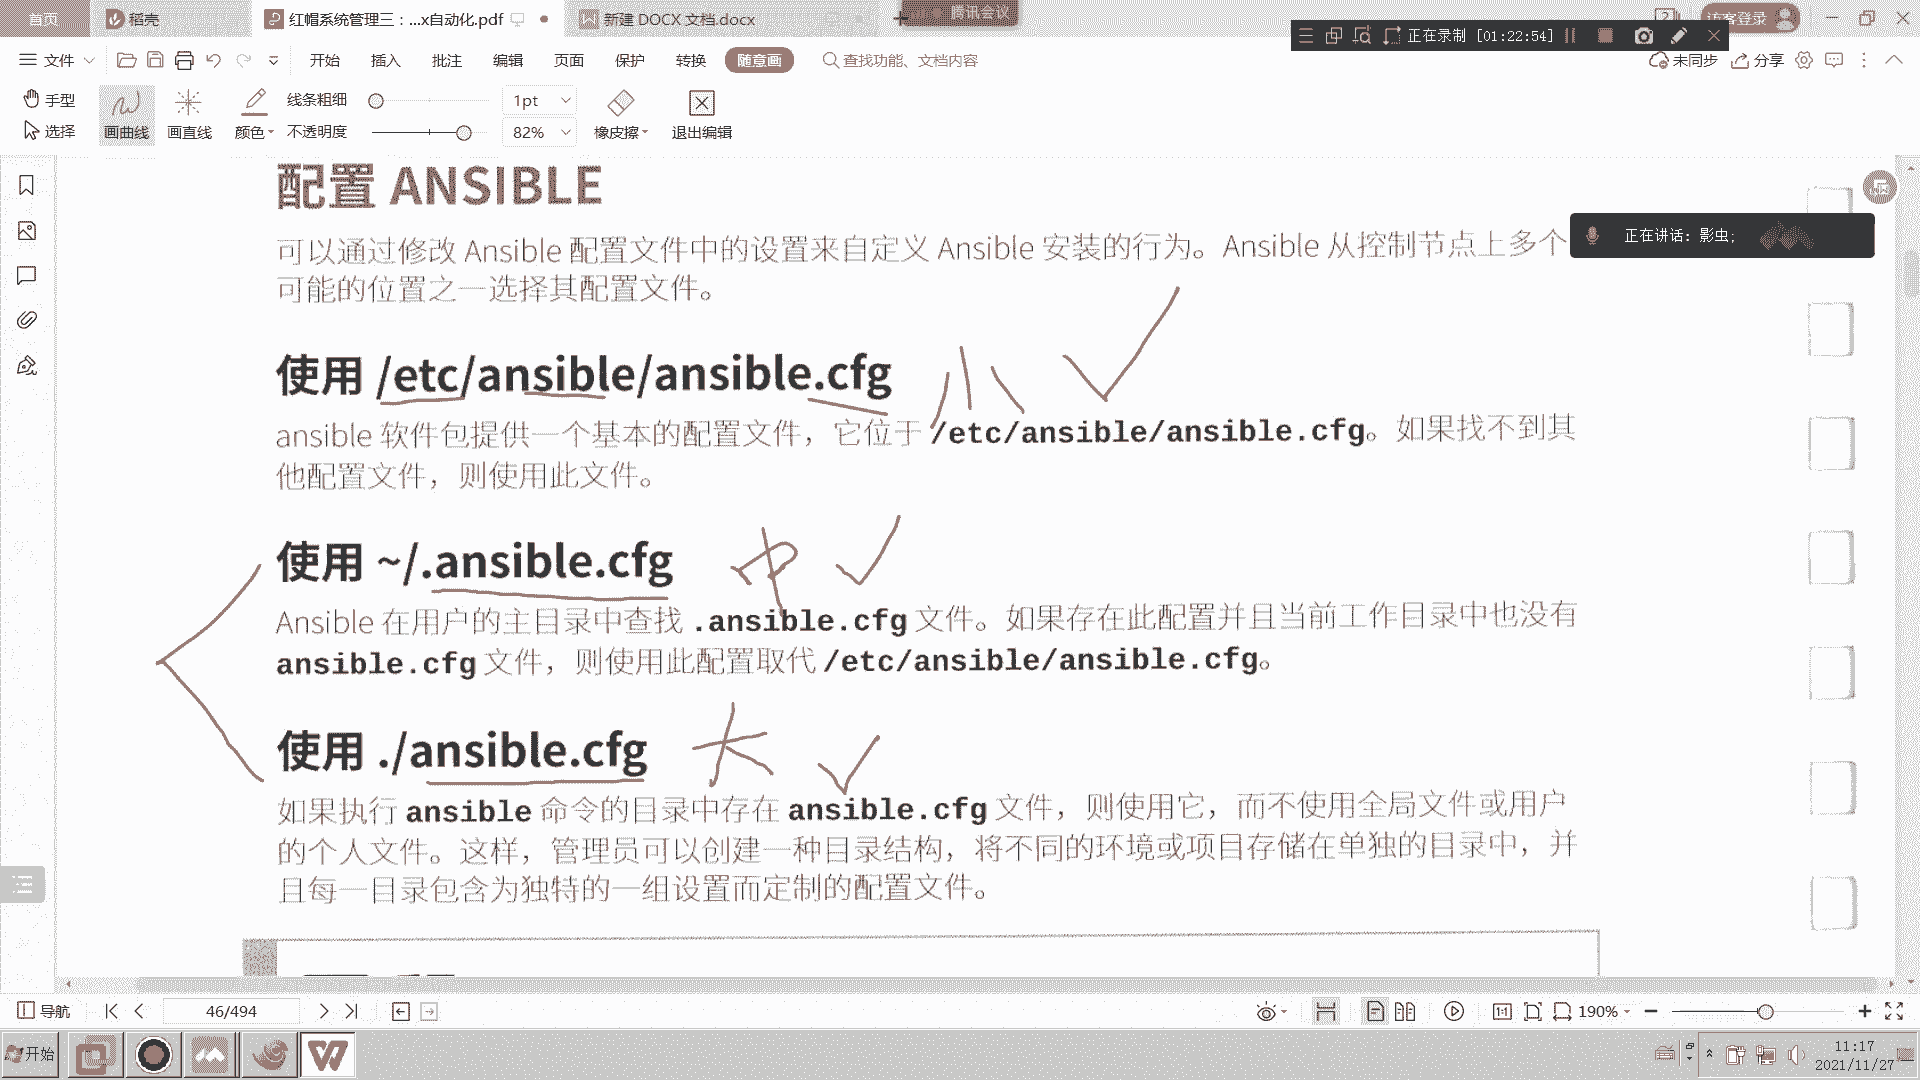 首页
稻壳
红帽系统管理三：...x自动化.pdf
新建 DOCX 文档.docx
腾讯会议
访客登录
正在录制 [01:22:54]
文件
开始
插入
批注
编辑
页面
保护
转换
随意画
查找功能、文档内容
未同步
分享
手型
选择
画曲线
画直线
颜色
线条粗细
1pt
不透明度
82%
橡皮擦
退出编辑
正在讲话：影虫；
配置 ANSIBLE
可以通过修改 Ansible 配置文件中的设置来自定义 Ansible 安装的行为。Ansible 从控制节点上多个
可能的位置之一选择其配置文件。
使用 /etc/ansible/ansible.cfg 小
ansible 软件包提供一个基本的配置文件，它位于 /etc/ansible/ansible.cfg。如果找不到其
他配置文件，则使用此文件。
使用 ~/.ansible.cfg 中
Ansible 在用户的主目录中查找 .ansible.cfg 文件。如果存在此配置并且当前工作目录中也没有
ansible.cfg 文件，则使用此配置取代 /etc/ansible/ansible.cfg。
使用 ./ansible.cfg 大
如果执行 ansible 命令的目录中存在 ansible.cfg 文件，则使用它，而不使用全局文件或用户
的个人文件。这样，管理员可以创建一种目录结构，将不同的环境或项目存储在单独的目录中，并
且每一目录包含为独特的一组设置而定制的配置文件。
导航
46/494
1:1
190%
开始
11:17
2021/11/27